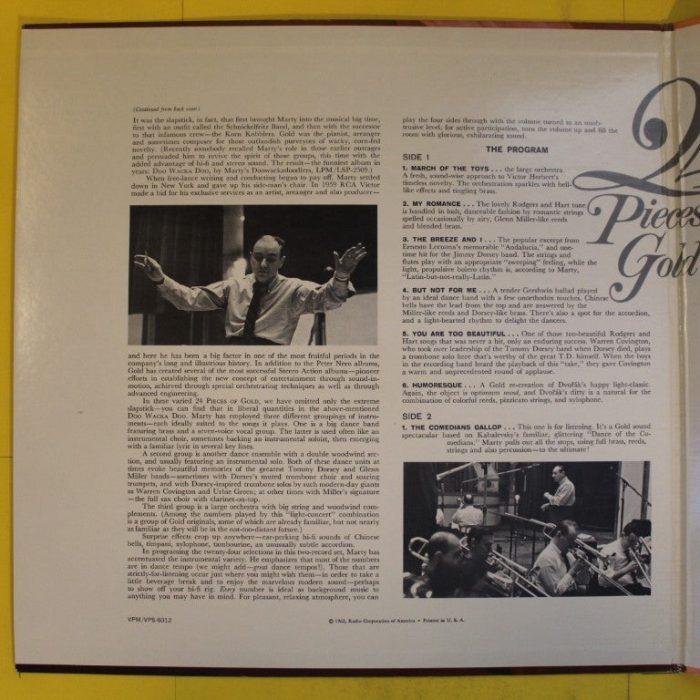 (Continued from back cover)
It was the slapstick, in fact, that first brought Marty into the musical big time,
first with an outfit called the Schnickelfritz Band, and then with the successor
to that infamous crew—the Korn Kobblers. Gold was the pianist, arranger
and sometimes composer for those outlandish purveyors of wacky, corn-fed
novelty. (Recently somebody recalled Marty's role in those earlier outrages
and persuaded him to revive the spirit of those groups, this time with the
added advantage of hi-fi and stereo sound. The result—the funniest album in
years: Doo Wacka Doo, by Marty's Doowackadoodlers, LPM/LSP-2509.)
When free-lance writing and conducting began to pay off, Marty settled
down in New York and gave up his side-man's chair. In 1959 RCA Victor
made a bid for his exclusive services as an artist, arranger and also producer—
and here he has been a big factor in one of the most fruitful periods in the
company's long and illustrious history. In addition to the Peter Nero albums,
Gold has created several of the most successful Stereo Action albums—pioneer
efforts in establishing the new concept of entertainment through sound-in-
motion, achieved through special orchestrating techniques as well as through
advanced engineering.
In these varied 24 Pieces of Gold, we have omitted only the extreme
slapstick—you can find that in liberal quantities in the above-mentioned
Doo Wacka Doo. Marty has employed three different groupings of instru-
ments—each ideally suited to the songs it plays. One is a big dance band
featuring brass and a seven-voice vocal group. The latter is used often like an
instrumental choir, sometimes backing an instrumental soloist, then emerging
with a familiar lyric in several key lines.
A second group is another dance ensemble with a double woodwind sec-
tion, and usually featuring an instrumental solo. Both of these dance units at
times evoke beautiful memories of the greatest Tommy Dorsey and Glenn
Miller bands—sometimes with Dorsey's muted trombone choir and soaring
trumpets, and with Dorsey-inspired trombone solos by such modern-day giants
as Warren Covington and Urbie Green; at other times with Miller's signature
—the full sax choir with clarinet-on-top.
The third group is a large orchestra with big string and woodwind com-
plements. (Among the numbers played by this "light-concert" combination
is a group of Gold originals, some of which are already familiar, but not nearly
as familiar as they will be in the not-too-distant future.)
Surprise effects crop up anywhere—ear-perking hi-fi sounds of Chinese
bells, timpani, xylophone, tambourine, an unusually subtle accordion.
In programing the twenty-four selections in this two-record set, Marty has
accentuated the instrumental variety. He emphasizes that most of the numbers
are in dance tempo (we might add—great dance tempos!). Those that are
strictly-for-listening occur just where you might wish them—in order to take a
little beverage break and to enjoy the marvelous modern sound—perhaps
to show off your hi-fi rig. Every number is ideal as background music to
anything you may have in mind. For pleasant, relaxing atmosphere, you can
play the four sides through with the volume turned to an unob-
trusive level; for active participation, turn the volume up and fill the
room with glorious, exhilarating sound.
THE PROGRAM
SIDE 1
1. MARCH OF THE TOYS . . . the large orchestra.
A fresh, sound-wise approach to Victor Herbert's
timeless novelty. The orchestration sparkles with bell-
like effects and tingling brass.
2. MY ROMANCE . . . The lovely Rodgers and Hart tune
is handled in lush, danceable fashion by romantic strings
spelled occasionally by airy, Glenn Miller-like reeds
and blended brass.
3. THE BREEZE AND I . . . The popular excerpt from
Ernesto Lecuona's memorable "Andalucia," and one-
time hit for the Jimmy Dorsey band. The strings and
flutes play with an appropriate "sweeping" feeling, while the
light, propulsive bolero rhythm is, according to Marty,
"Latin-but-not-really-Latin."
4. BUT NOT FOR ME . . . A tender Gershwin ballad played
by an ideal dance band with a few unorthodox touches. Chinese
bells have the lead from the top and are answered by the
Miller-like reeds and Dorsey-like brass. There's also a spot for the accordion,
and a light-hearted rhythm to delight the dancers.
5. YOU ARE TOO BEAUTIFUL . . . One of those too-beautiful Rodgers and
Hart songs that was never a hit, only an enduring success. Warren Covington,
who took over leadership of the Tommy Dorsey band when Dorsey died, plays
a trombone solo here that's worthy of the great T.D. himself. When the boys
in the recording band heard the playback of this "take," they gave Covington
a warm and unprecedented round of applause.
6. HUMORESQUE . . . A Gold re-creation of Dvořák's happy light-classic.
Again, the object is optimum mood, and Dvořák's ditty is a natural for the
combination of colorful reeds, pizzicato strings, and xylophone.
SIDE 2
1. THE COMEDIANS GALLOP . . . This one is for listening. It's a Gold sound
spectacular based on Kabalevsky's familiar, glittering "Dance of the Co-
medians." Marty pulls out all the stops, using full brass, reeds,
strings and also percussion—to the ultimate!
2
Pieces
Gold
VPM/VPS-6012
© 1962, Radio Corporation of America • Printed in U. S. A.